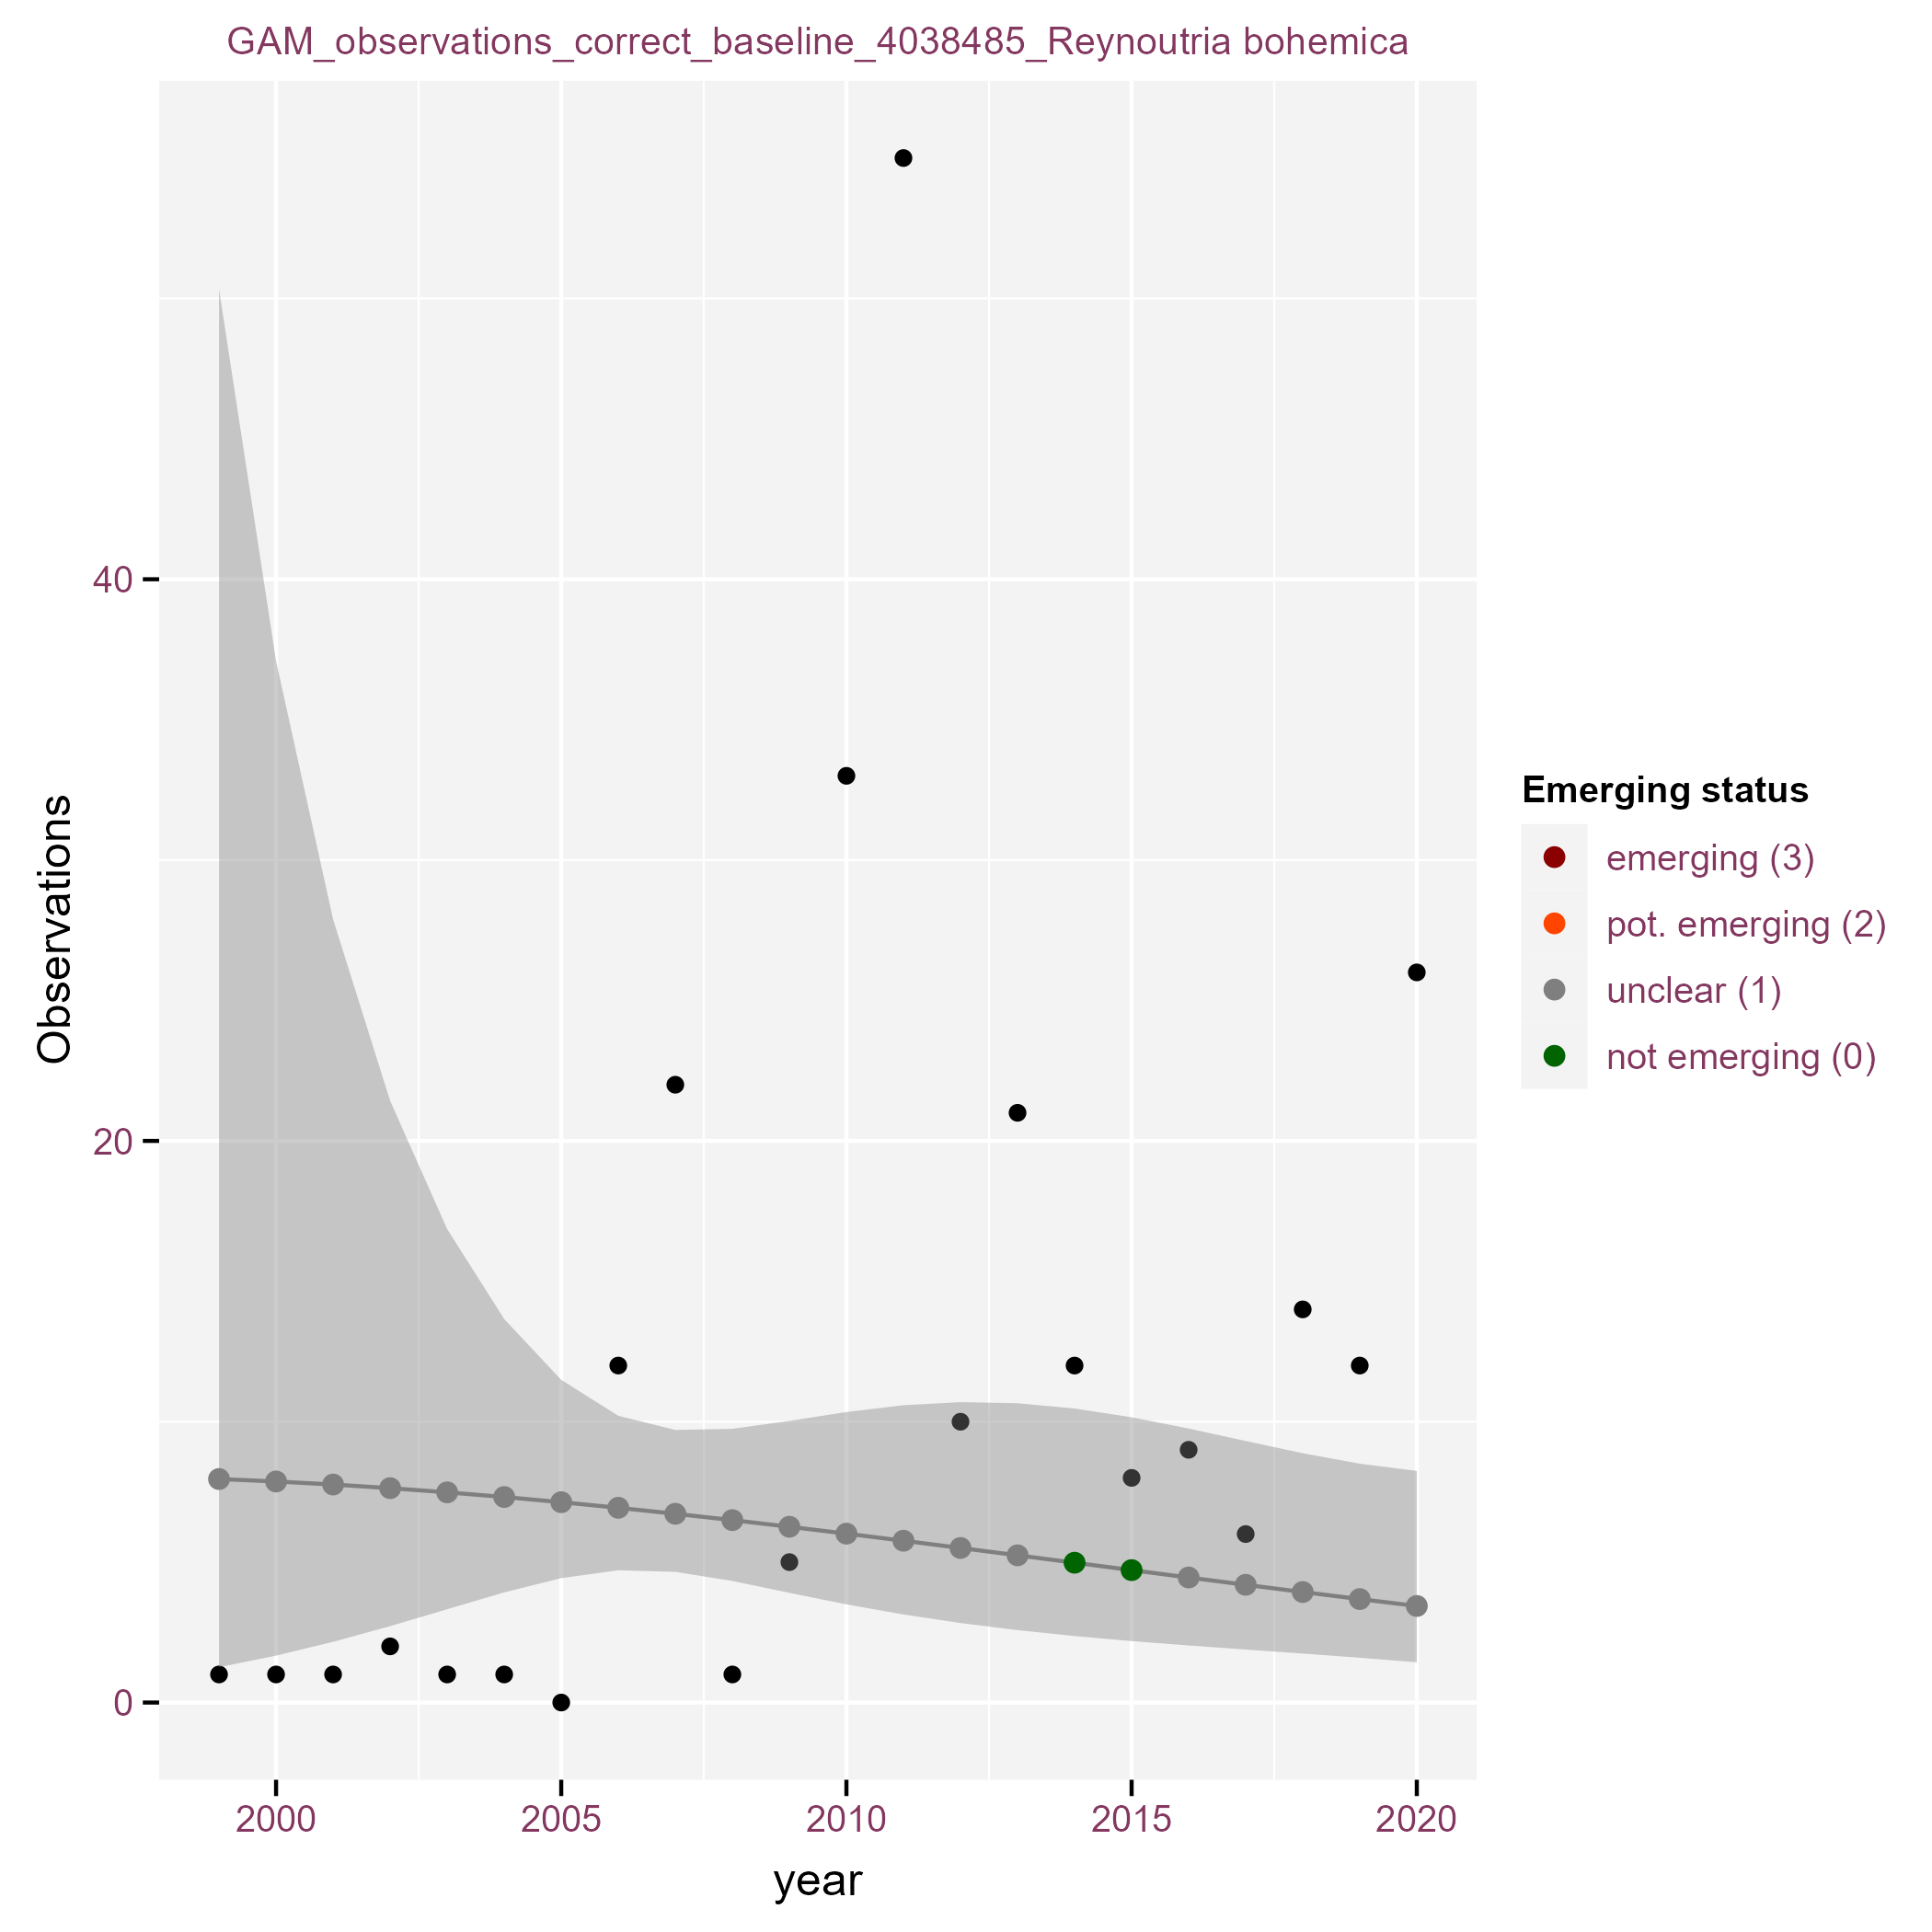 GAM_observations_correct_baseline_4038485_Reynoutria bohemica
Observations
40
20
0
2000 2005 2010 2015 2020
year
Emerging status
emerging (3)
pot. emerging (2)
unclear (1)
not emerging (0)